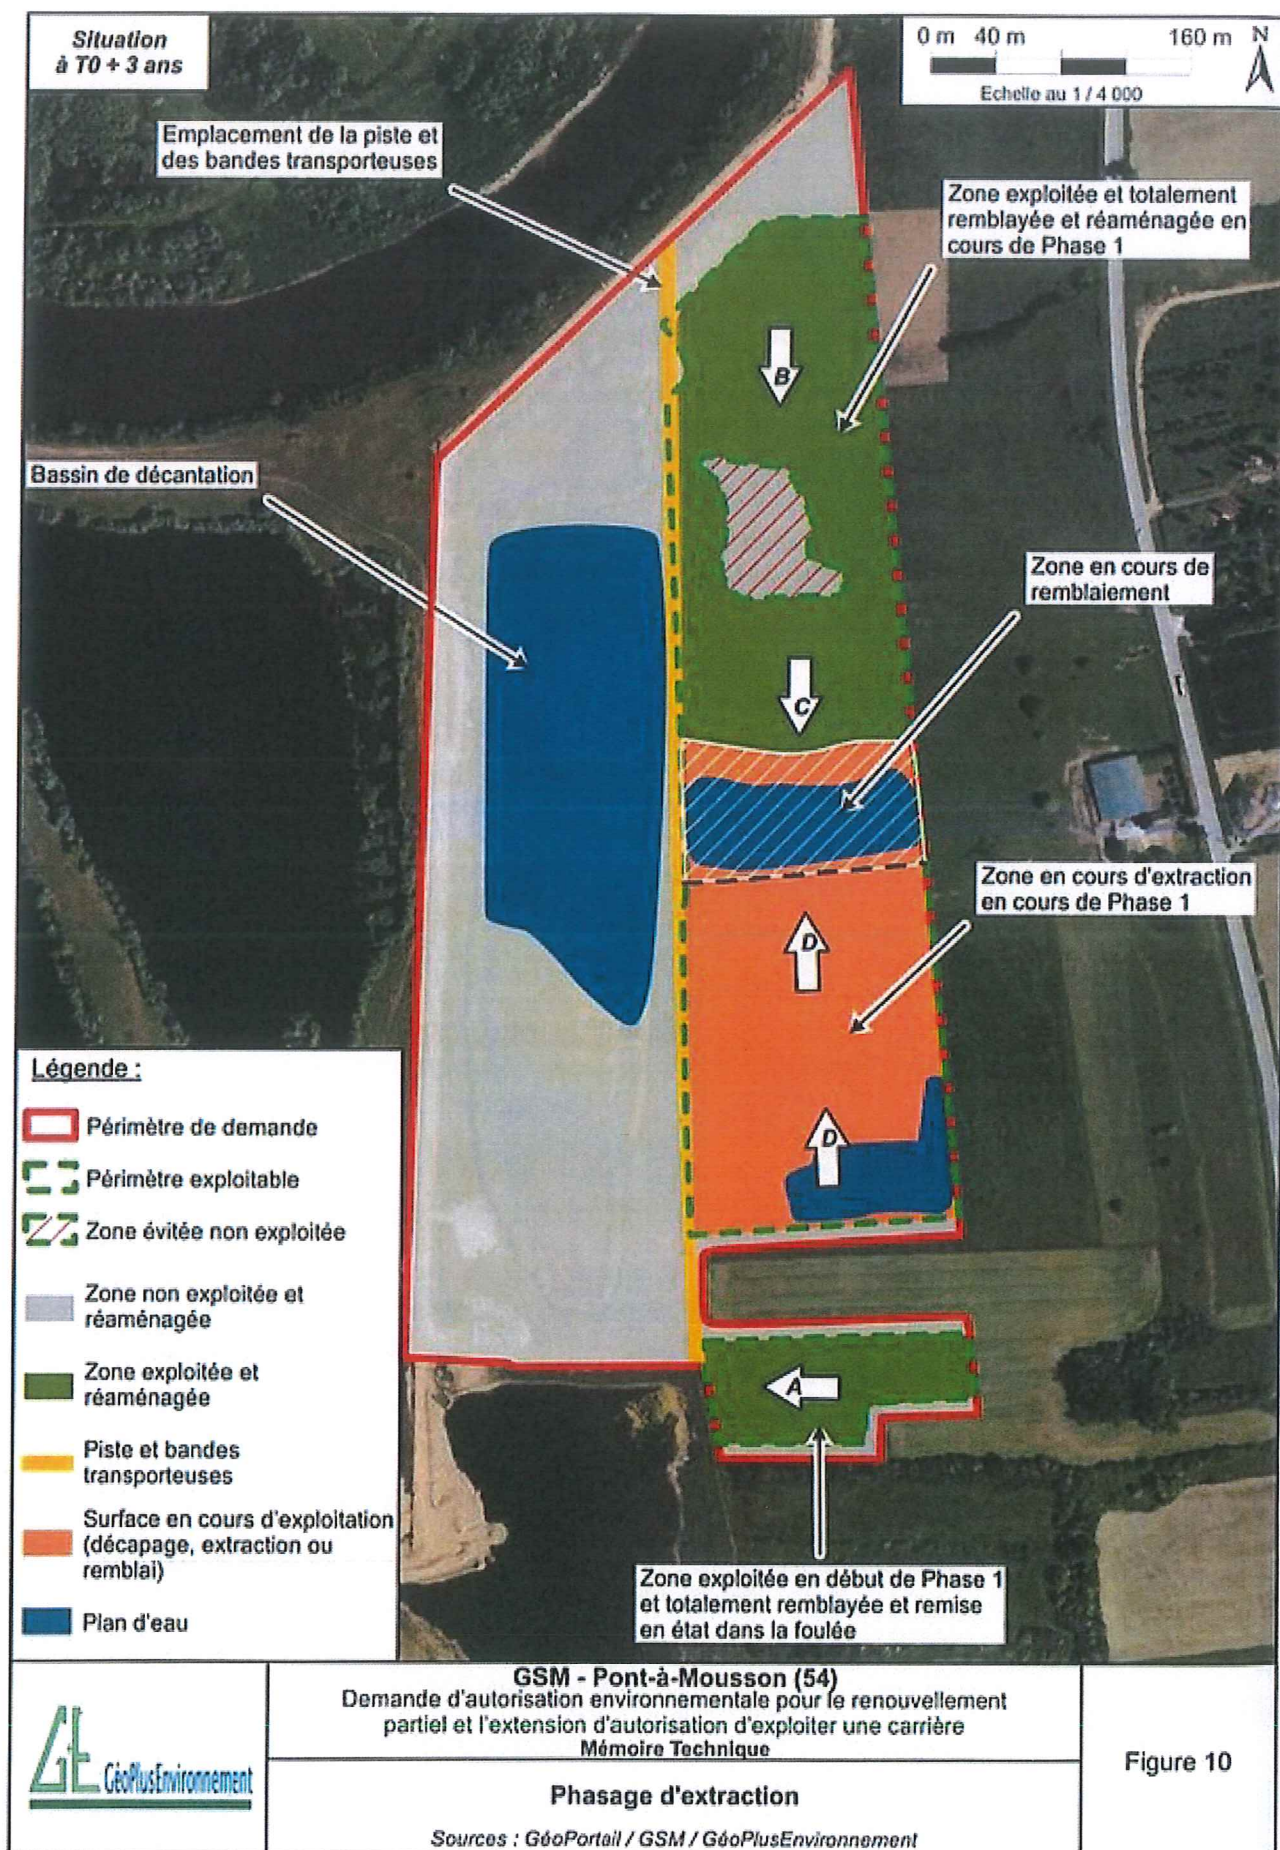 Situation
à T0 + 3 ans
0 m 40 m 160 m N
Echelle au 1 / 4 000
Emplacement de la piste et
des bandes transporteuses
Zone exploitée et totalement
remblayée et réaménagée en
cours de Phase 1
B
Bassin de décantation
Zone en cours de
remblaiement
C
Zone en cours d'extraction
en cours de Phase 1
D
D
A
Zone exploitée en début de Phase 1
et totalement remblayée et remise
en état dans la foulée
Légende :
Périmètre de demande
Périmètre exploitable
Zone évitée non exploitée
Zone non exploitée et
réaménagée
Zone exploitée et
réaménagée
Piste et bandes
transporteuses
Surface en cours d'exploitation
(décapage, extraction ou
remblai)
Plan d'eau
GE GéoPlusEnvironnement
GSM - Pont-à-Mousson (54)
Demande d'autorisation environnementale pour le renouvellement
partiel et l'extension d'autorisation d'exploiter une carrière
Mémoire Technique
Phasage d'extraction
Sources : GéoPortail / GSM / GéoPlusEnvironnement
Figure 10